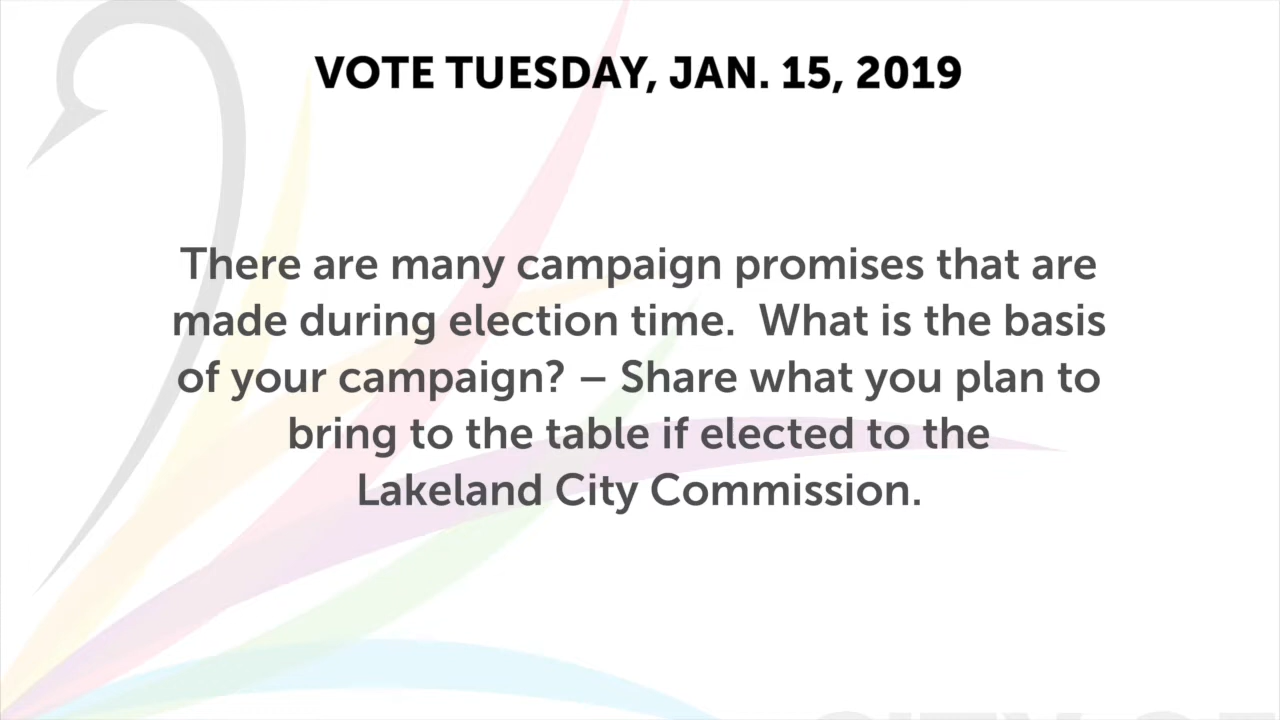 VOTE TUESDAY, JAN. 15, 2019
There are many campaign promises that are
made during election time.  What is the basis
of your campaign? – Share what you plan to
bring to the table if elected to the
Lakeland City Commission.
CITY OF